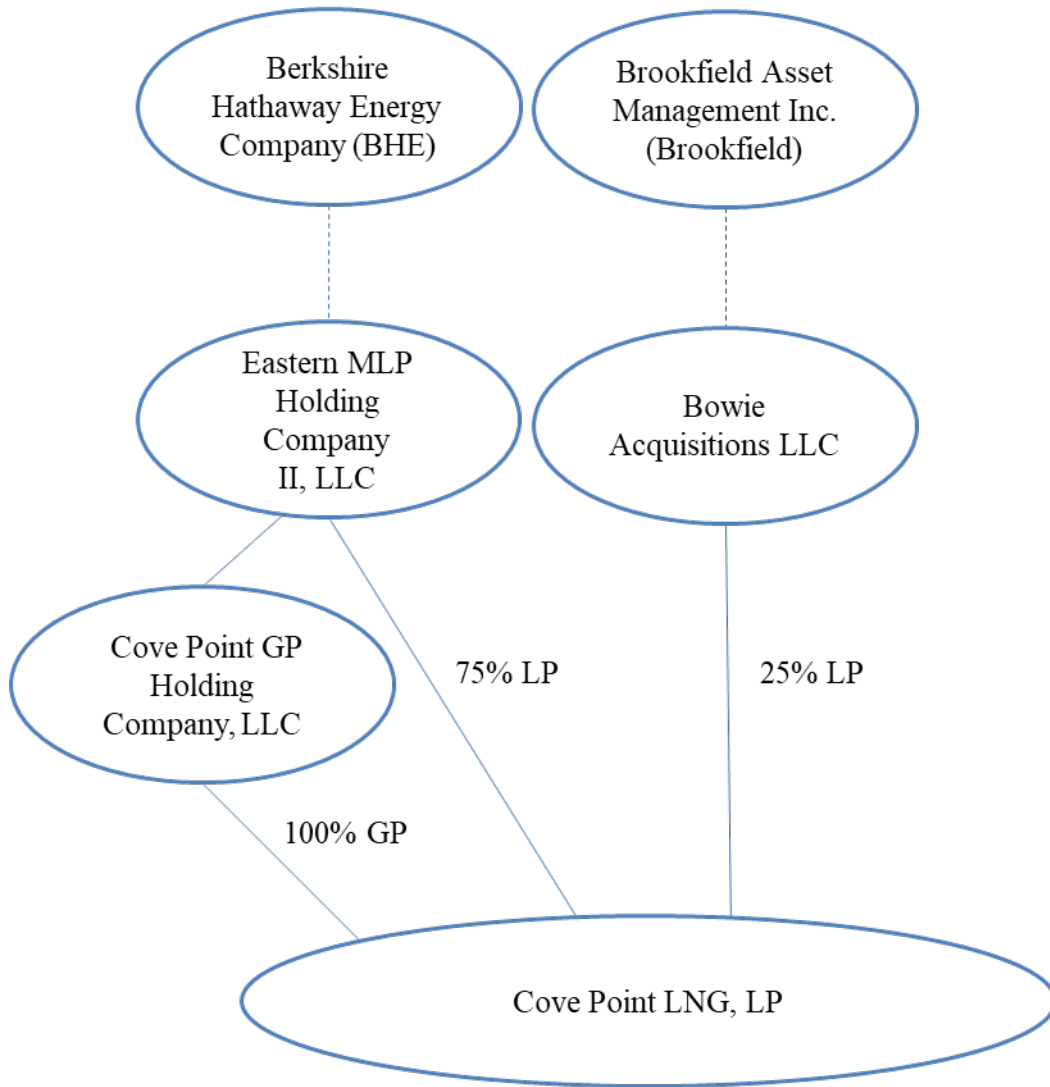 Berkshire
Hathaway Energy
Company (BHE)
Brookfield Asset
Management Inc.
(Brookfield)
Eastern MLP
Holding
Company
II, LLC
Bowie
Acquisitions LLC
Cove Point GP
Holding
Company, LLC
75% LP
25% LP
100% GP
Cove Point LNG, LP